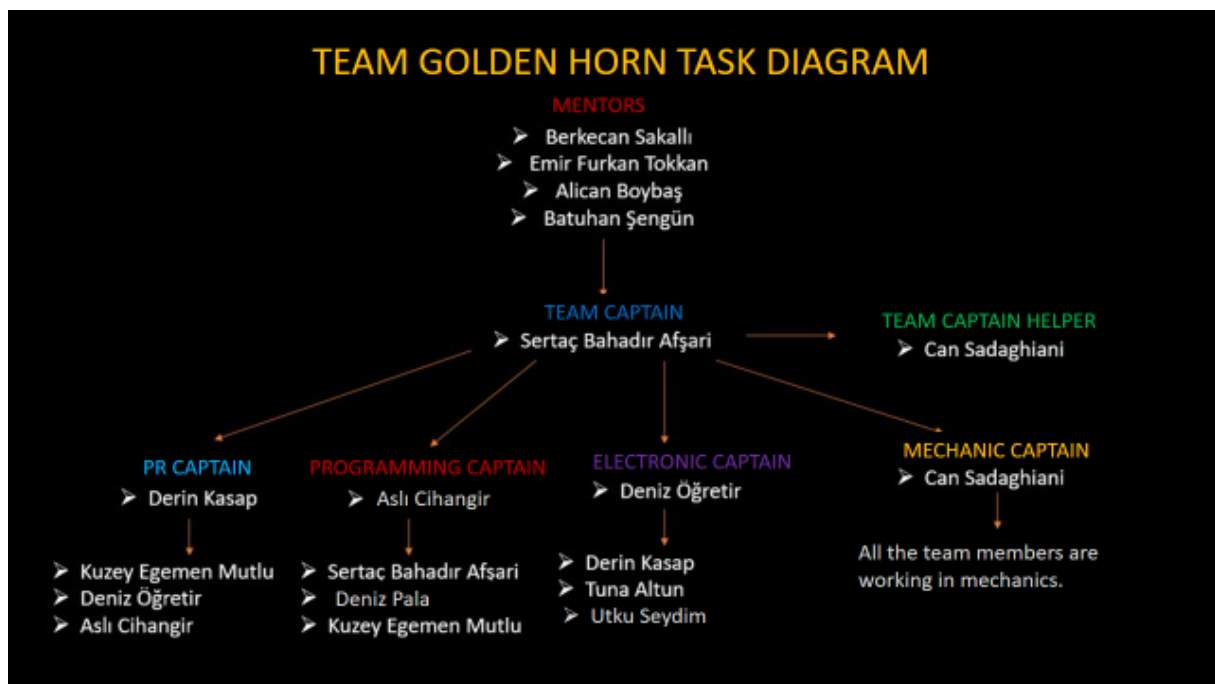 TEAM GOLDEN HORN TASK DIAGRAM
MENTORS
➢ Berkecan Sakallı
➢ Emir Furkan Tokkan
➢ Alican Boybaş
➢ Batuhan Şengün
TEAM CAPTAIN
➢ Sertaç Bahadır Afşari
TEAM CAPTAIN HELPER
➢ Can Sadaghiani
PR CAPTAIN
➢ Derin Kasap
➢ Kuzey Egemen Mutlu
➢ Deniz Öğretir
➢ Aslı Cihangir
PROGRAMMING CAPTAIN
➢ Aslı Cihangir
➢ Sertaç Bahadır Afşari
➢ Deniz Pala
➢ Kuzey Egemen Mutlu
ELECTRONIC CAPTAIN
➢ Deniz Öğretir
➢ Derin Kasap
➢ Tuna Altun
➢ Utku Seydim
MECHANIC CAPTAIN
➢ Can Sadaghiani
All the team members are
working in mechanics.